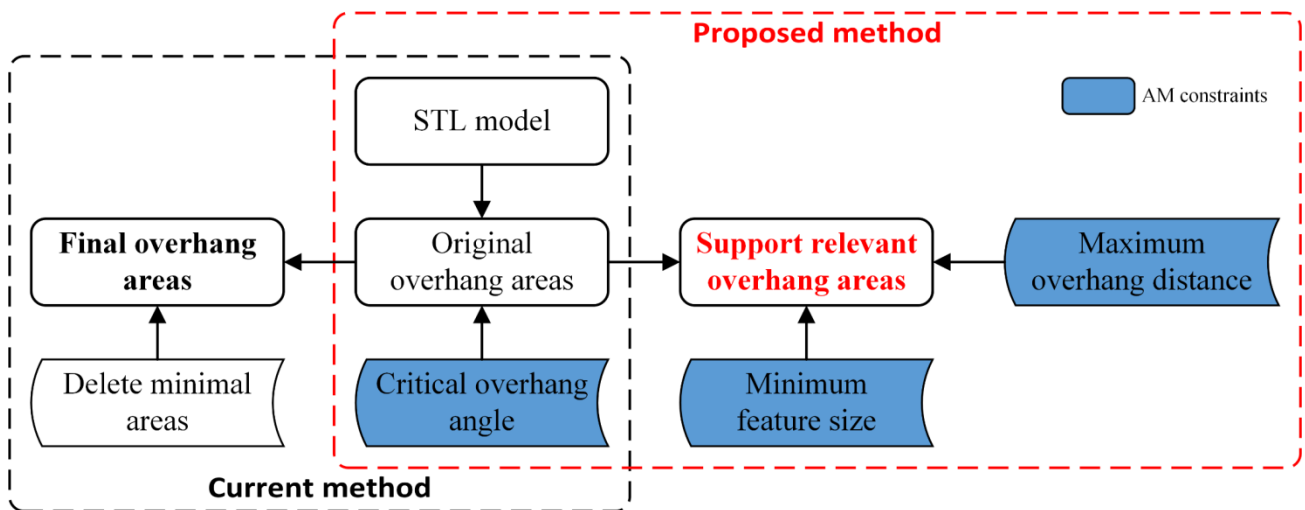 Proposed method
STL model
AM constraints
Final overhang
areas
Original
overhang areas
Support relevant
overhang areas
Maximum
overhang distance
Delete minimal
areas
Critical overhang
angle
Minimum
feature size
Current method